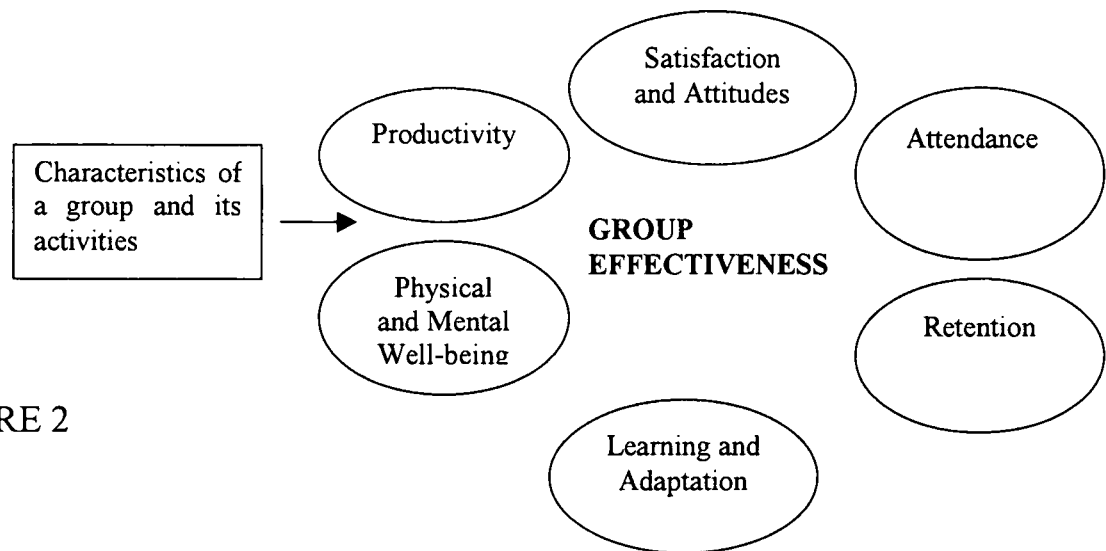 Satisfaction
and Attitudes
Productivity
Attendance
Characteristics of
a group and its
activities
GROUP
EFFECTIVENESS
Physical
and Mental
Well-being
Retention
RE 2
Learning and
Adaptation